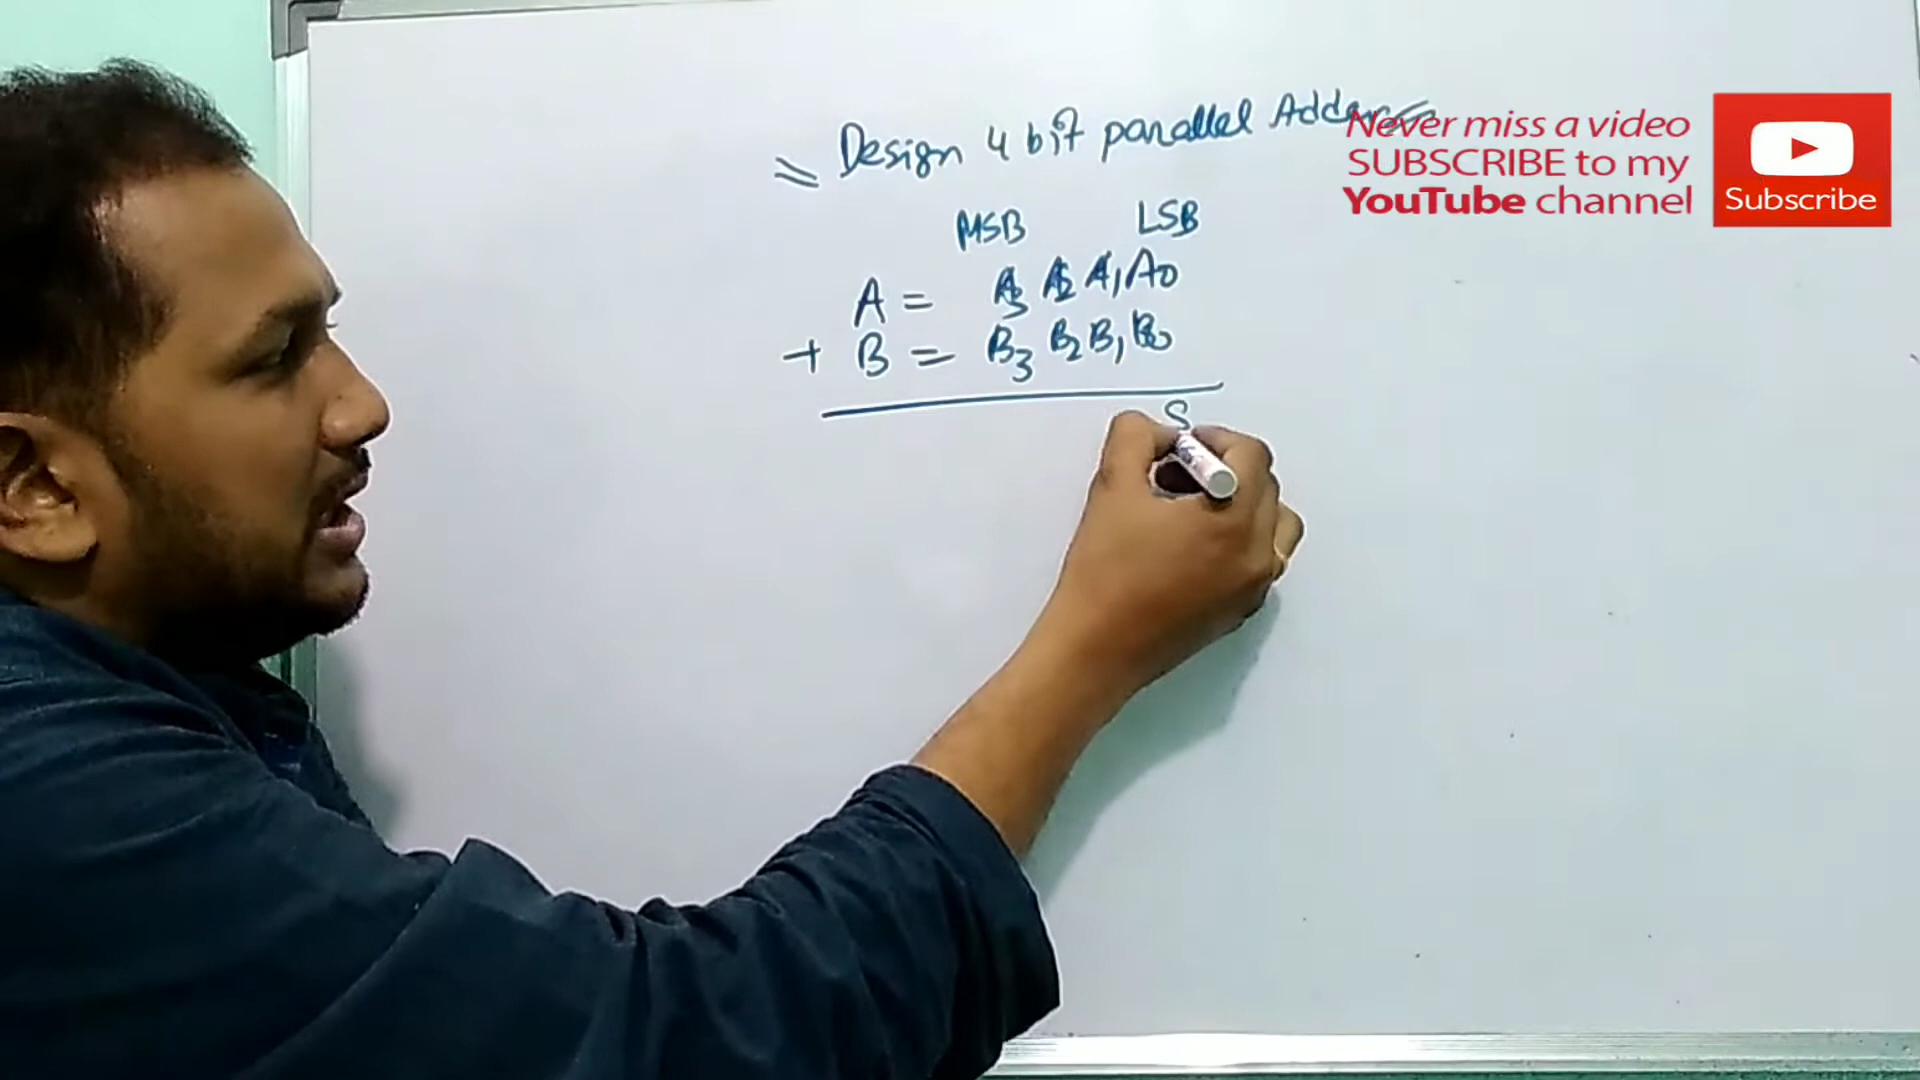 = Design 4 bit parallel Adder
MSB LSB
A = A3 A2 A1 A0
+ B = B3 B2 B1 B0
S
Never miss a video
SUBSCRIBE to my
YouTube channel
Subscribe